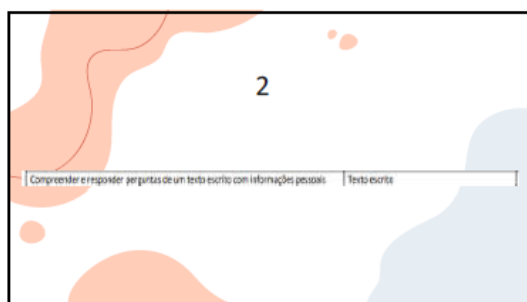 2
Compreender e responder perguntas de um texto escrito com informações pessoais
Texto escrito